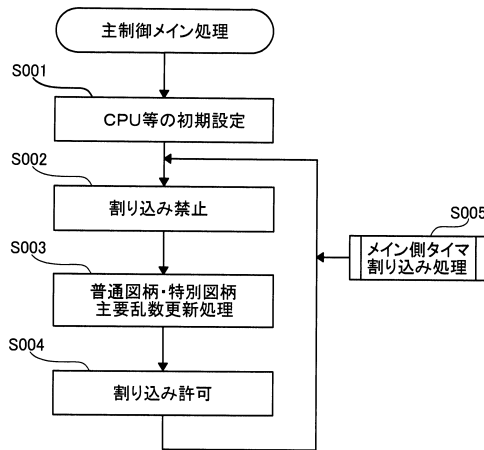 主制御メイン処理
S001
CPU等の初期設定
S002
割り込み禁止
S005
メイン側タイマ
割り込み処理
S003
普通図柄・特別図柄
主要乱数更新処理
S004
割り込み許可